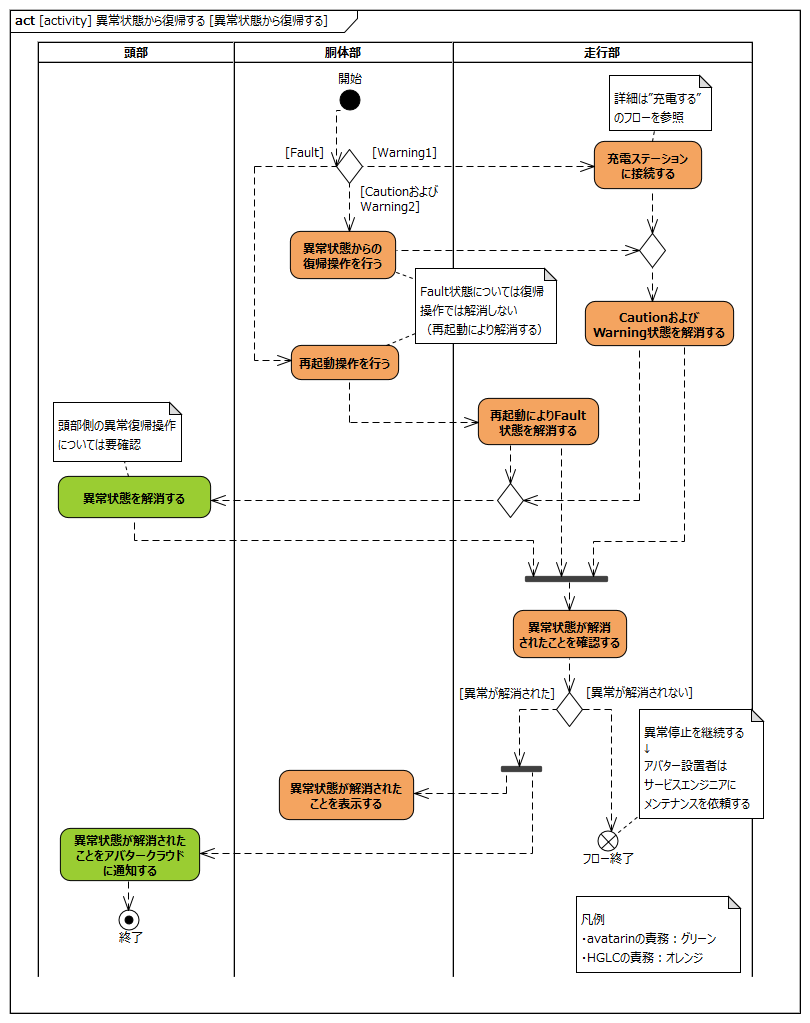 act [activity] 異常状態から復帰する [異常状態から復帰する]
頭部
胴体部
走行部
開始
詳細は”充電する”
のフローを参照
[Fault]
[Warning1]
充電ステーション
に接続する
[Cautionおよび
Warning2]
異常状態からの
復帰操作を行う
Fault状態については復帰
操作では解消しない
（再起動により解消する）
Cautionおよび
Warning状態を解消する
再起動操作を行う
頭部側の異常復帰操作
については要確認
再起動によりFault
状態を解消する
異常状態を解消する
異常状態が解消
されたことを確認する
[異常が解消された]
[異常が解消されない]
異常停止を継続する
↓
アバター設置者は
サービスエンジニアに
メンテナンスを依頼する
異常状態が解消された
ことを表示する
異常状態が解消された
ことをアバタークラウド
に通知する
フロー終了
終了
凡例
・avatarinの責務：グリーン
・HGLCの責務：オレンジ